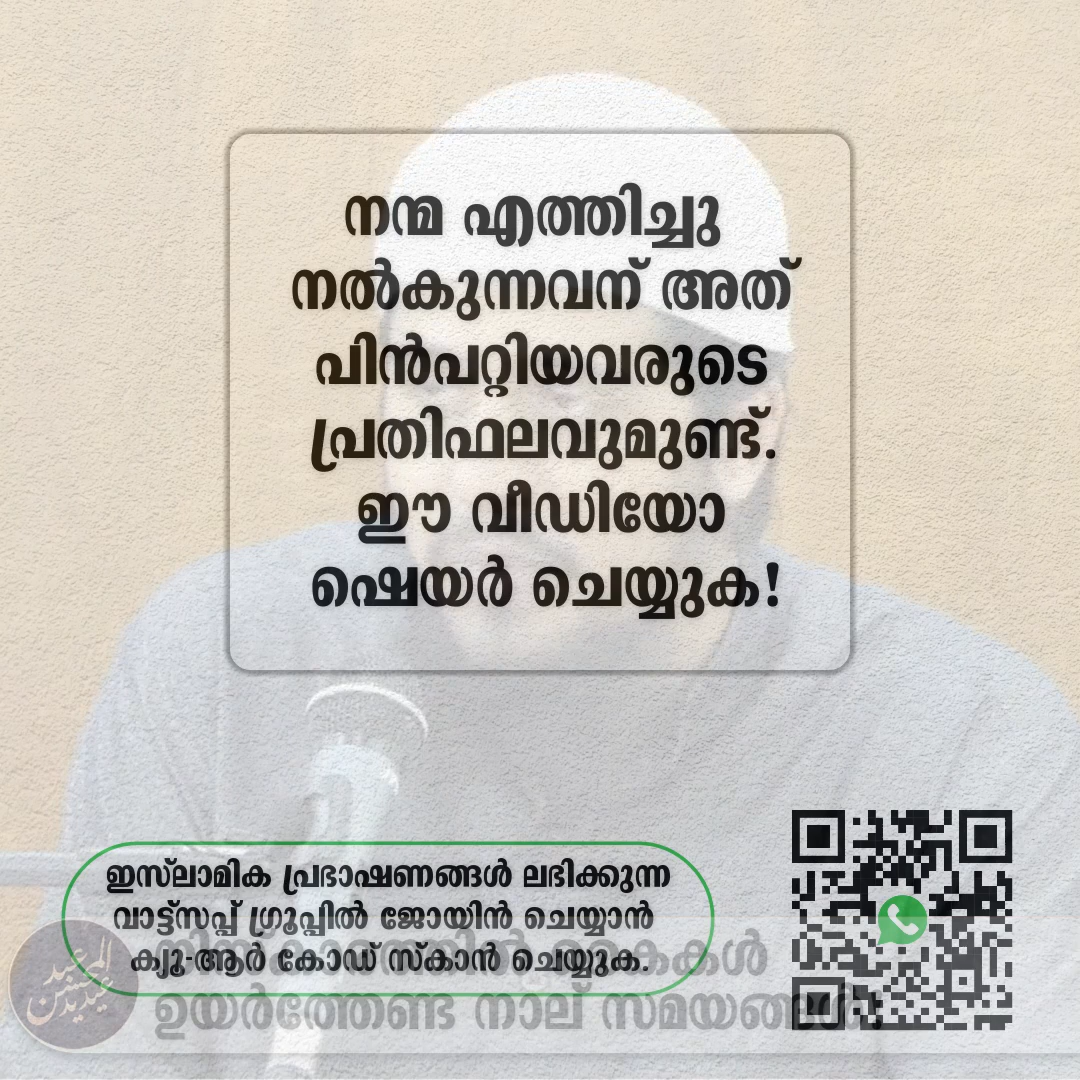 നന്മ എത്തിച്ചു
നൽകുന്നവന് അത്
പിൻപറ്റിയവരുടെ
പ്രതിഫലവുമുണ്ട്.
ഈ വീഡിയോ
ഷെയർ ചെയ്യുക!
ഇസ്‌ലാമിക പ്രഭാഷണങ്ങൾ ലഭിക്കുന്ന
വാട്ട്സപ്പ് ഗ്രൂപ്പിൽ ജോയിൻ ചെയ്യാൻ
ക്യൂ-ആർ കോഡ് സ്കാൻ ചെയ്യുക.
കൈകൾ
ഉയർത്തേണ്ട നാല് സമയങ്ങൾ!